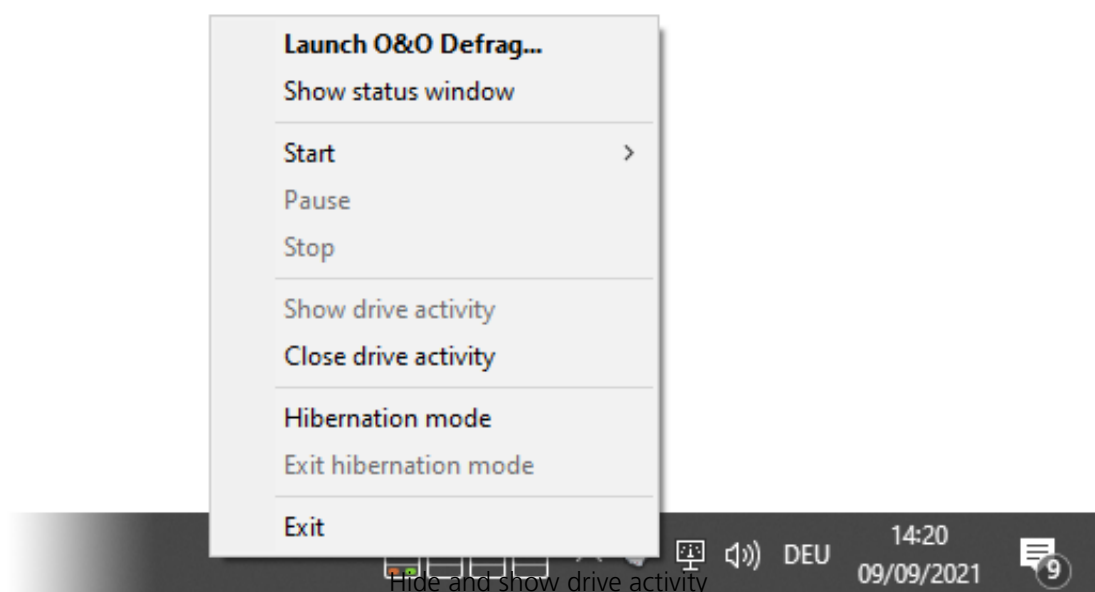 Launch O&O Defrag...
Show status window
Start
Pause
Stop
Show drive activity
Close drive activity
Hibernation mode
Exit hibernation mode
Exit
DEU
14:20
09/09/2021
9
Hide and show drive activity